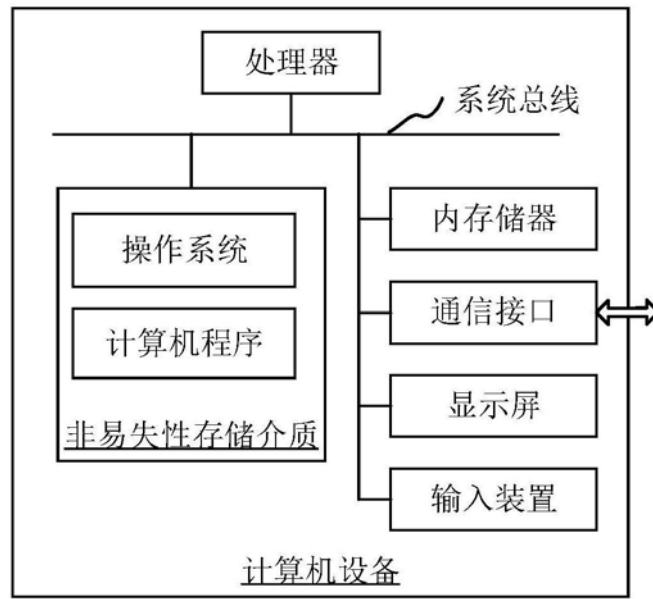 处理器
系统总线
操作系统
计算机程序
非易失性存储介质
内存储器
通信接口
显示屏
输入装置
计算机设备